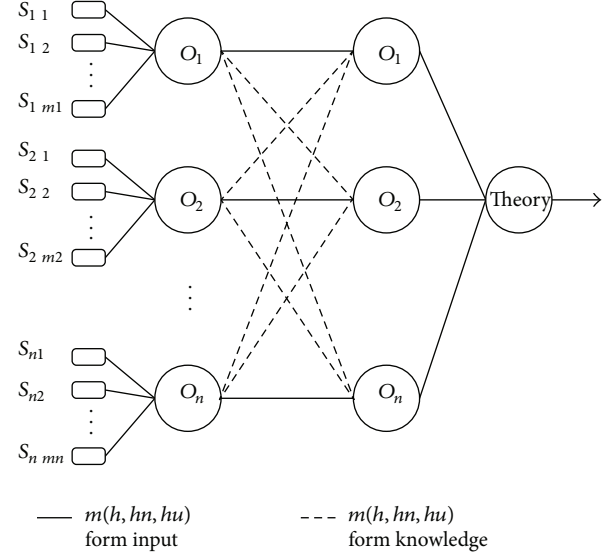 S1 1
S1 2
S1 m1
O1
O1
S2 1
S2 2
S2 m2
O2
O2
Theory
Sn1
Sn2
Sn mn
On
On
m(h, hn, hu)
form input
m(h, hn, hu)
form knowledge